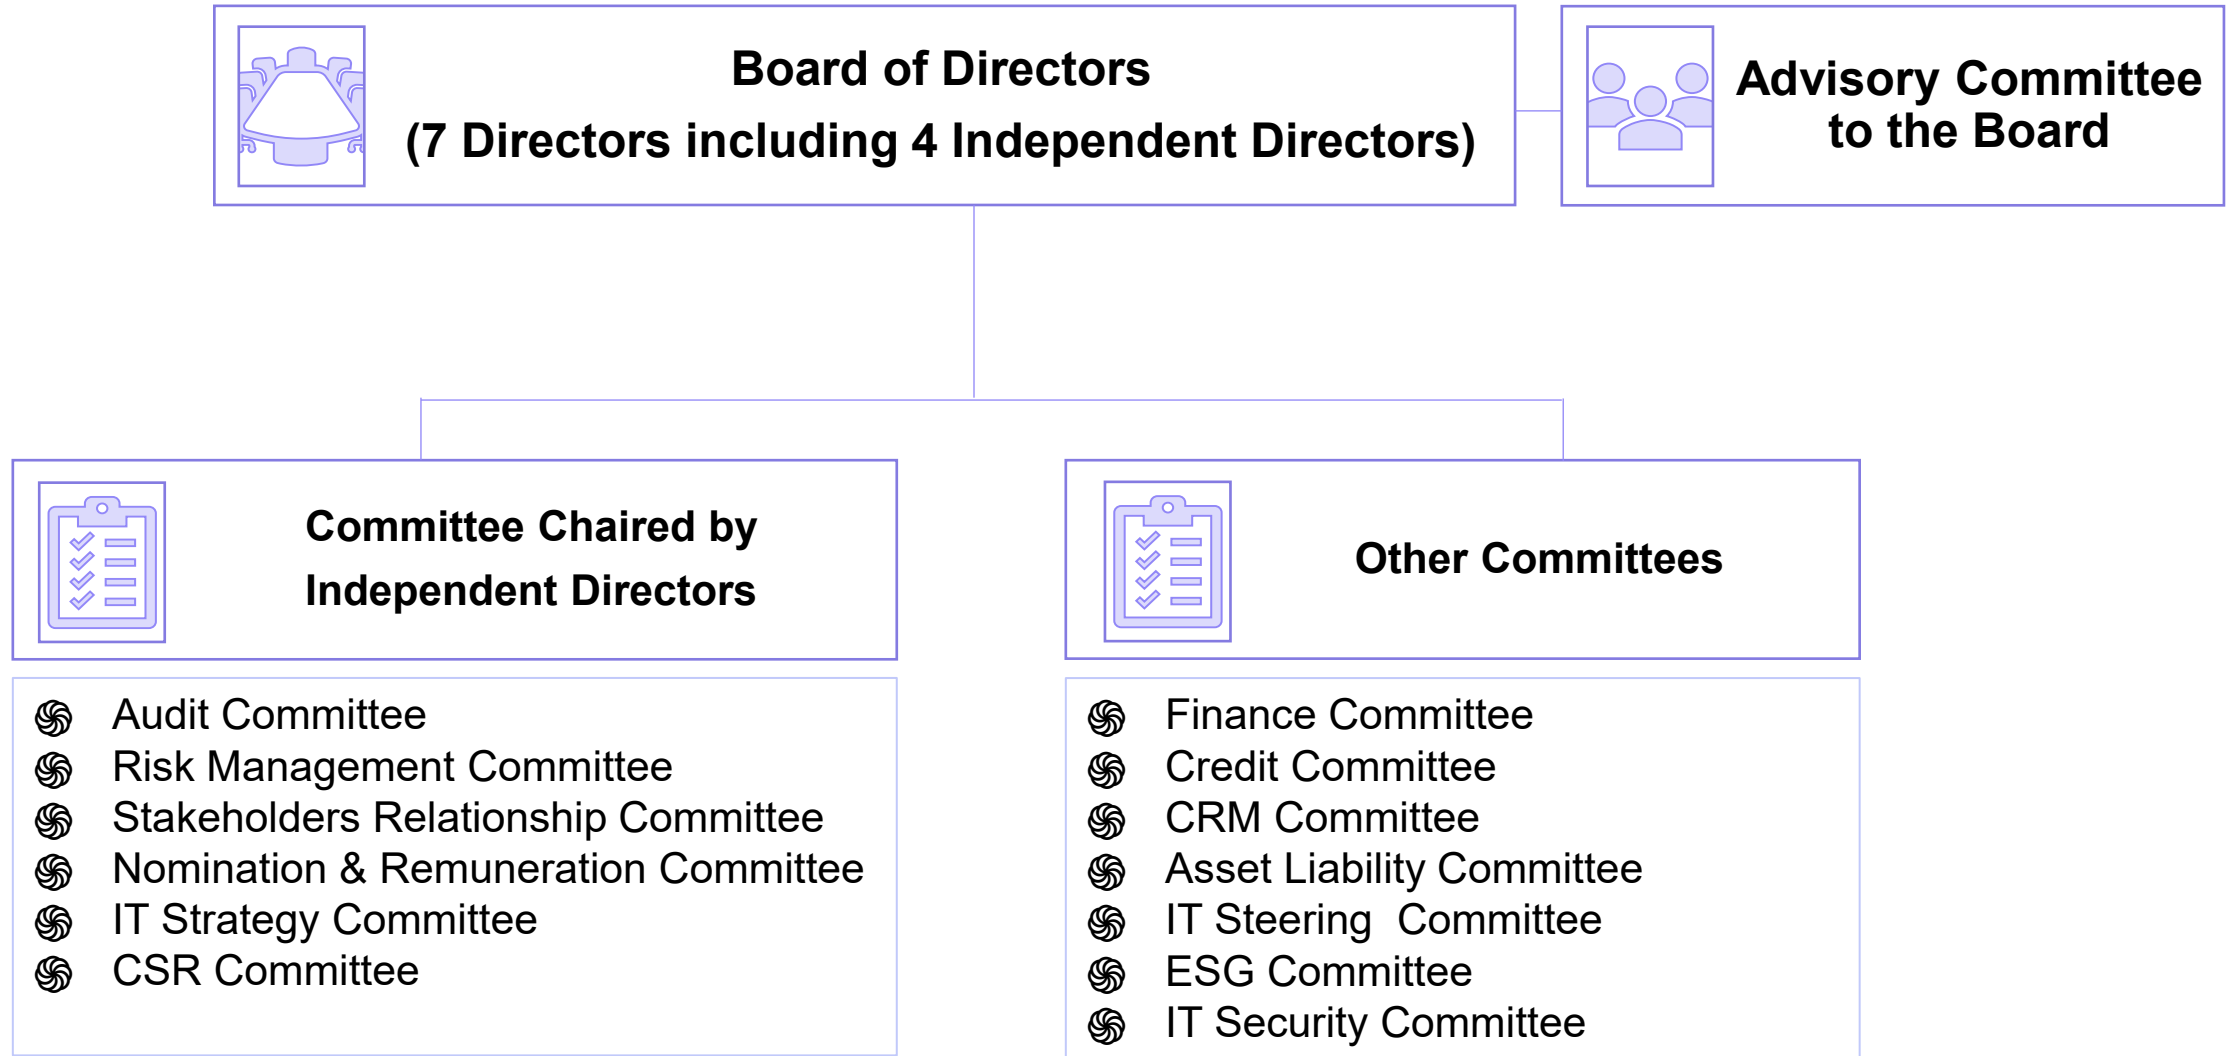 Board of Directors
(7 Directors including 4 Independent Directors)
Advisory Committee
to the Board
Committee Chaired by
Independent Directors
Audit Committee
Risk Management Committee
Stakeholders Relationship Committee
Nomination & Remuneration Committee
IT Strategy Committee
CSR Committee
Other Committees
Finance Committee
Credit Committee
CRM Committee
Asset Liability Committee
IT Steering  Committee
ESG Committee
IT Security Committee